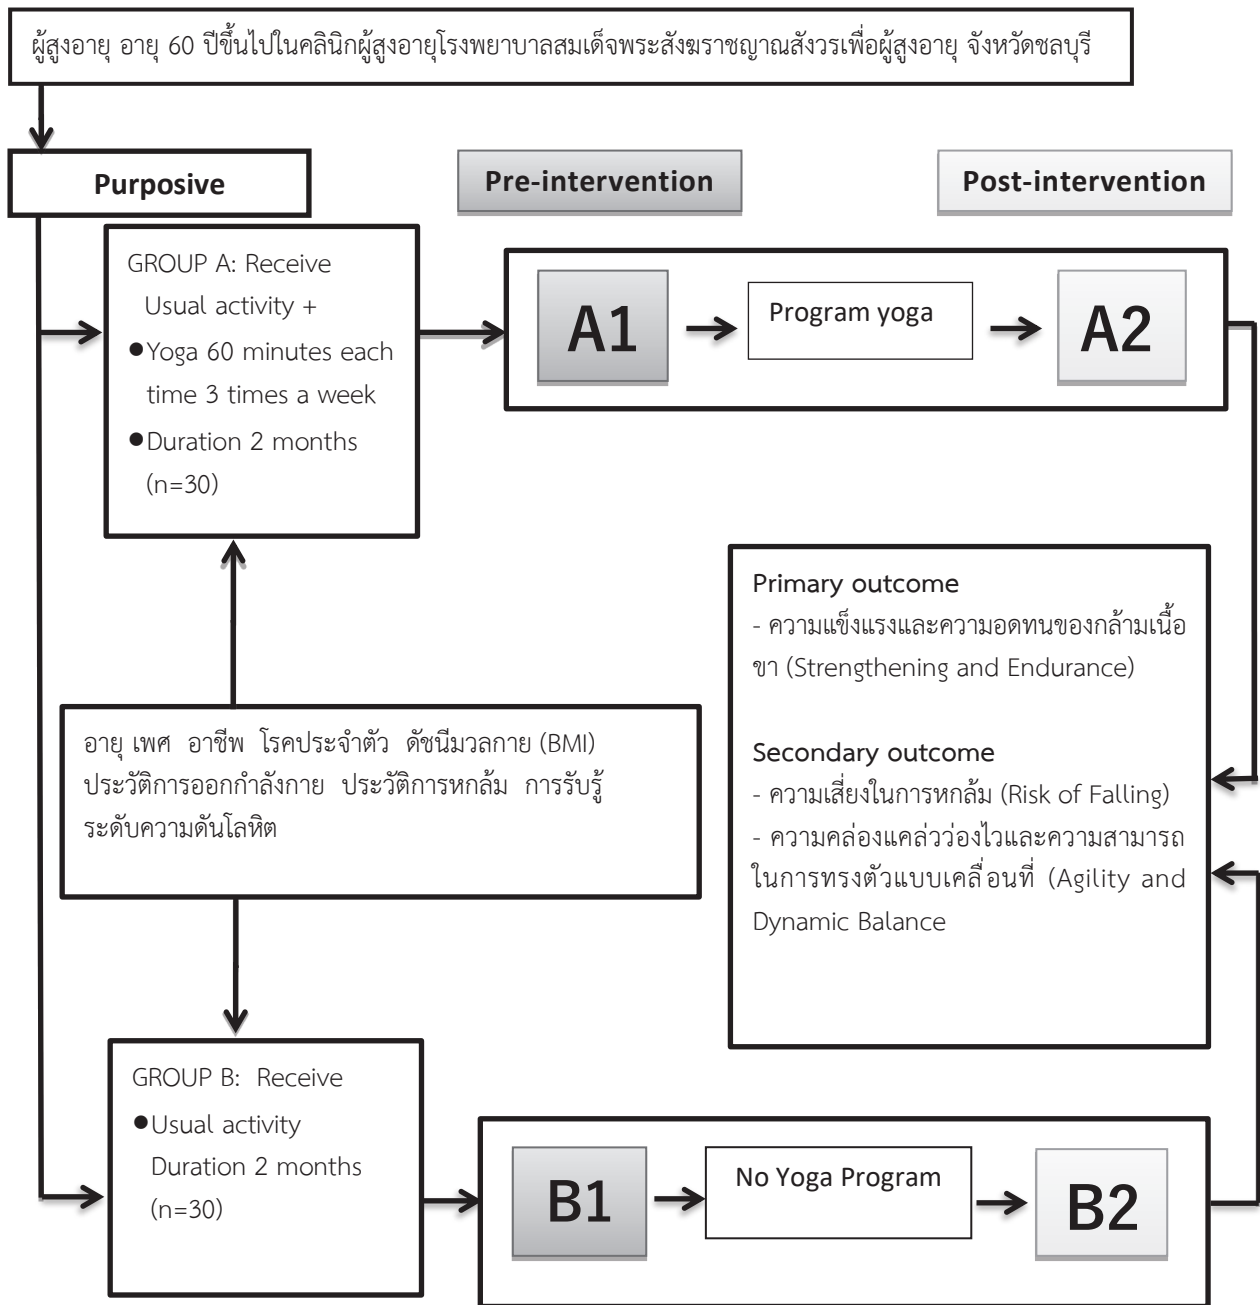 ผู้สูงอายุ อายุ 60 ปีขึ้นไปในคลินิกผู้สูงอายุโรงพยาบาลสมเด็จพระสังฆราชญาณสังวรเพื่อผู้สูงอายุ จังหวัดชลบุรี
Purposive
Pre-intervention
Post-intervention
GROUP A: Receive
Usual activity +
●Yoga 60 minutes each
time 3 times a week
●Duration 2 months
(n=30)
A1
Program yoga
A2
Primary outcome
- ความแข็งแรงและความอดทนของกล้ามเนื้อ
ขา (Strengthening and Endurance)
Secondary outcome
- ความเสี่ยงในการหกล้ม (Risk of Falling)
- ความคล่องแคล่วว่องไวและความสามารถ
ในการทรงตัวแบบเคลื่อนที่ (Agility and
Dynamic Balance
อายุ เพศ อาชีพ โรคประจำตัว ดัชนีมวลกาย (BMI)
ประวัติการออกกำลังกาย ประวัติการหกล้ม การรับรู้
ระดับความดันโลหิต
GROUP B: Receive
●Usual activity
Duration 2 months
(n=30)
B1
No Yoga Program
B2